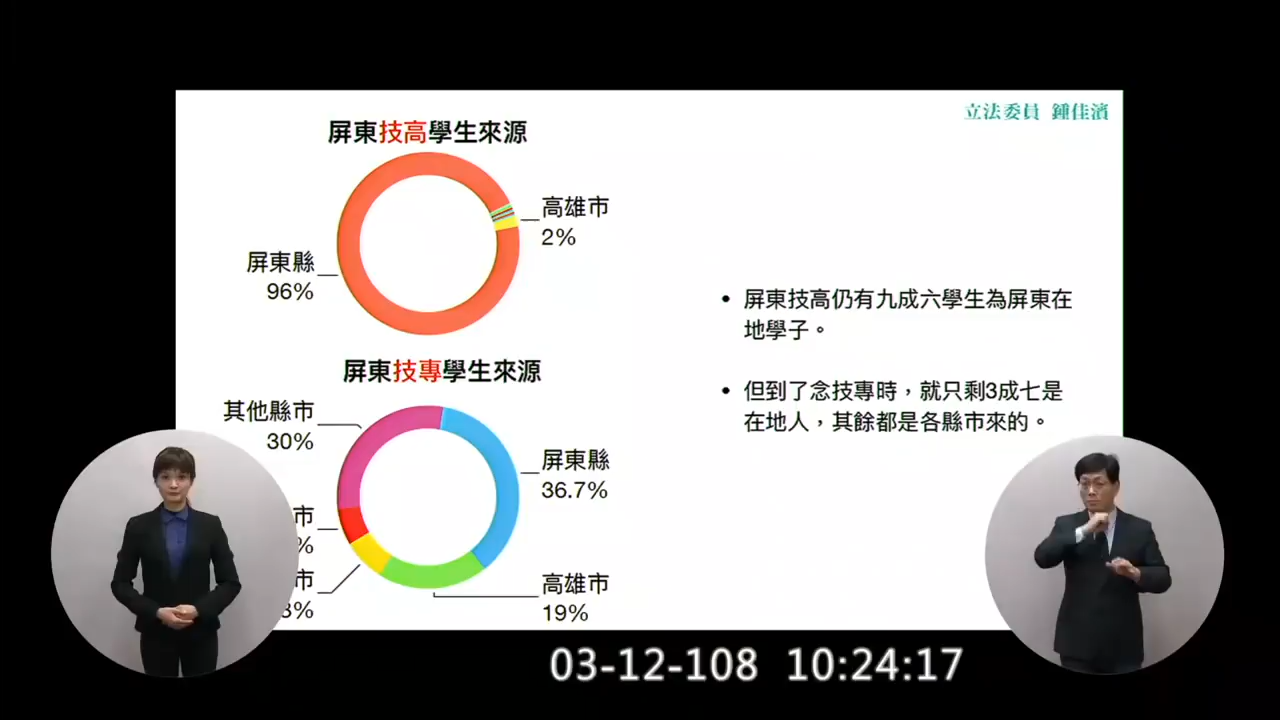 立法委員 鍾佳濱
屏東技高學生來源
高雄市
2%
屏東縣
96%
屏東技專學生來源
其他縣市
30%
屏東縣
36.7%
市
%
市
3%
高雄市
19%
• 屏東技高仍有九成六學生為屏東在
地學子。
• 但到了念技專時，就只剩3成七是
在地人，其餘都是各縣市來的。
03-12-108 10:24:17